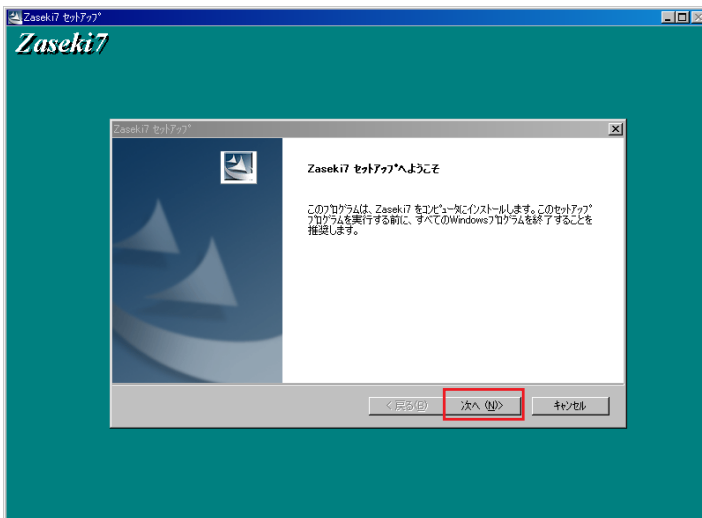 Zaseki7 ｾｯﾄｱｯﾌﾟ
Zaseki7
Zaseki7 ｾｯﾄｱｯﾌﾟ
Zaseki7 ｾｯﾄｱｯﾌﾟへようこそ
このﾌﾟﾛｸﾞﾗﾑは、Zaseki7 をｺﾝﾋﾟｭｰﾀにｲﾝｽﾄｰﾙします。このｾｯﾄｱｯﾌﾟ
ﾌﾟﾛｸﾞﾗﾑを実行する前に、すべてのWindowsﾌﾟﾛｸﾞﾗﾑを終了することを
推奨します。
< 戻る(B)
次へ (N)>
ｷｬﾝｾﾙ